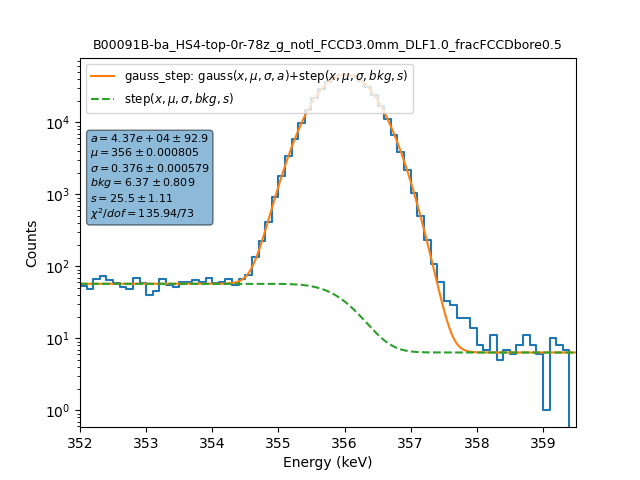 B00091B-ba_HS4-top-0r-78z_g_notl_FCCD3.0mm_DLF1.0_fracFCCDbore0.5
gauss_step: gauss(x, μ, σ, a)+step(x, μ, σ, bkg, s)
step(x, μ, σ, bkg, s)
a = 4.37e + 04 ± 92.9
μ = 356 ± 0.000805
σ = 0.376 ± 0.000579
bkg = 6.37 ± 0.809
s = 25.5 ± 1.11
χ²/dof = 135.94/73
Counts
10⁴
10³
10²
10¹
10⁰
352 353 354 355 356 357 358 359
Energy (keV)